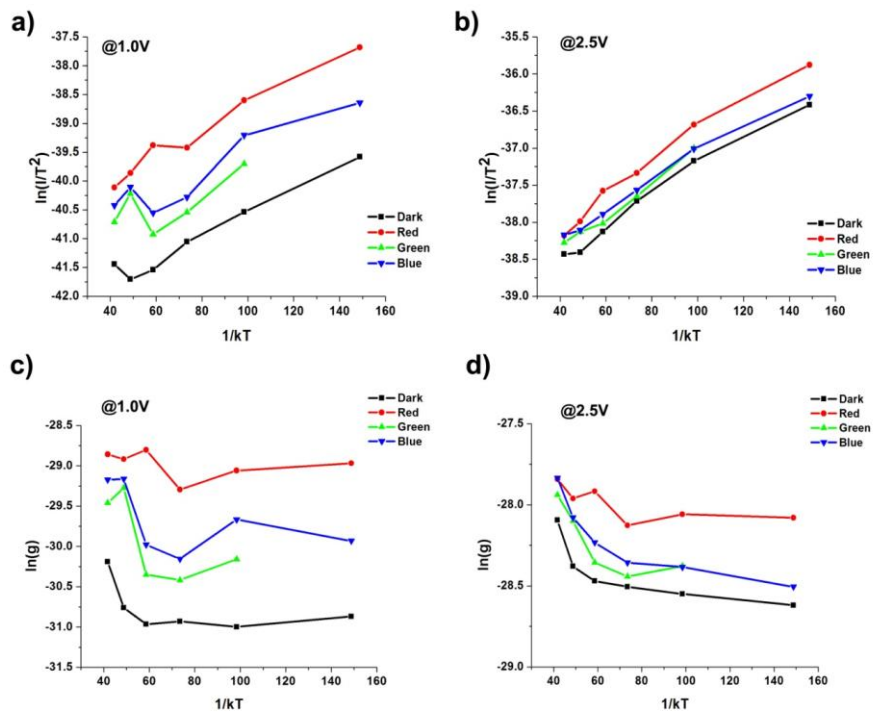 a)
@1.0V
-37.5
-38.0
-38.5
-39.0
-39.5
-40.0
-40.5
-41.0
-41.5
-42.0
ln(I/T²)
40 60 80 100 120 140 160
1/kT
Dark
Red
Green
Blue
b)
@2.5V
-35.5
-36.0
-36.5
-37.0
-37.5
-38.0
-38.5
-39.0
ln(I/T²)
40 60 80 100 120 140 160
1/kT
Dark
Red
Green
Blue
c)
@1.0V
-28.5
-29.0
-29.5
-30.0
-30.5
-31.0
-31.5
ln(g)
40 60 80 100 120 140 160
1/kT
Dark
Red
Green
Blue
d)
@2.5V
-27.5
-28.0
-28.5
-29.0
ln(g)
40 60 80 100 120 140 160
1/kT
Dark
Red
Green
Blue